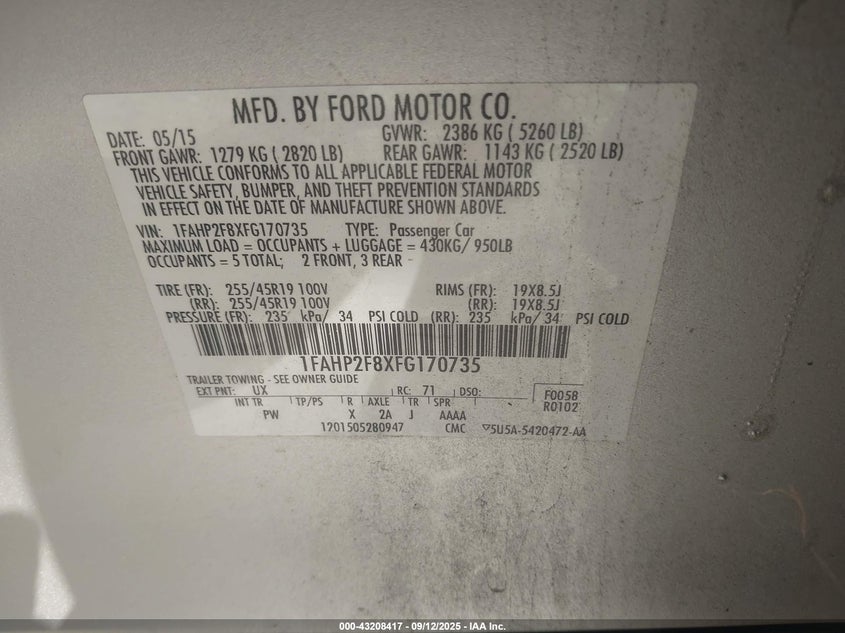 MFD. BY FORD MOTOR CO.
DATE: 05/15 GVWR: 2386 KG ( 5260 LB)
FRONT GAWR: 1279 KG ( 2820 LB) REAR GAWR: 1143 KG ( 2520 LB)
THIS VEHICLE CONFORMS TO ALL APPLICABLE FEDERAL MOTOR
VEHICLE SAFETY, BUMPER, AND THEFT PREVENTION STANDARDS
IN EFFECT ON THE DATE OF MANUFACTURE SHOWN ABOVE.
VIN: 1FAHP2F8XFG170735 TYPE: Passenger Car
MAXIMUM LOAD = OCCUPANTS + LUGGAGE = 430KG/ 950LB
OCCUPANTS = 5 TOTAL; 2 FRONT, 3 REAR
TIRE (FR): 255/45R19 100V RIMS (FR): 19X8.5J
(RR): 255/45R19 100V (RR): 19X8.5J
PRESSURE (FR): 235 kPa/ 34 PSI COLD (RR): 235 kPa/ 34 PSI COLD
1FAHP2F8XFG170735
TRAILER TOWING - SEE OWNER GUIDE
EXT PNT: UX RC: 71 DSO: F0058
INT TR TP/PS R AXLE TR SPR R0102
PW X 2A J AAAA
1201505280947 CMC 5U5A-5420472-AA
000-43208417 - 09/12/2025 - IAA Inc.